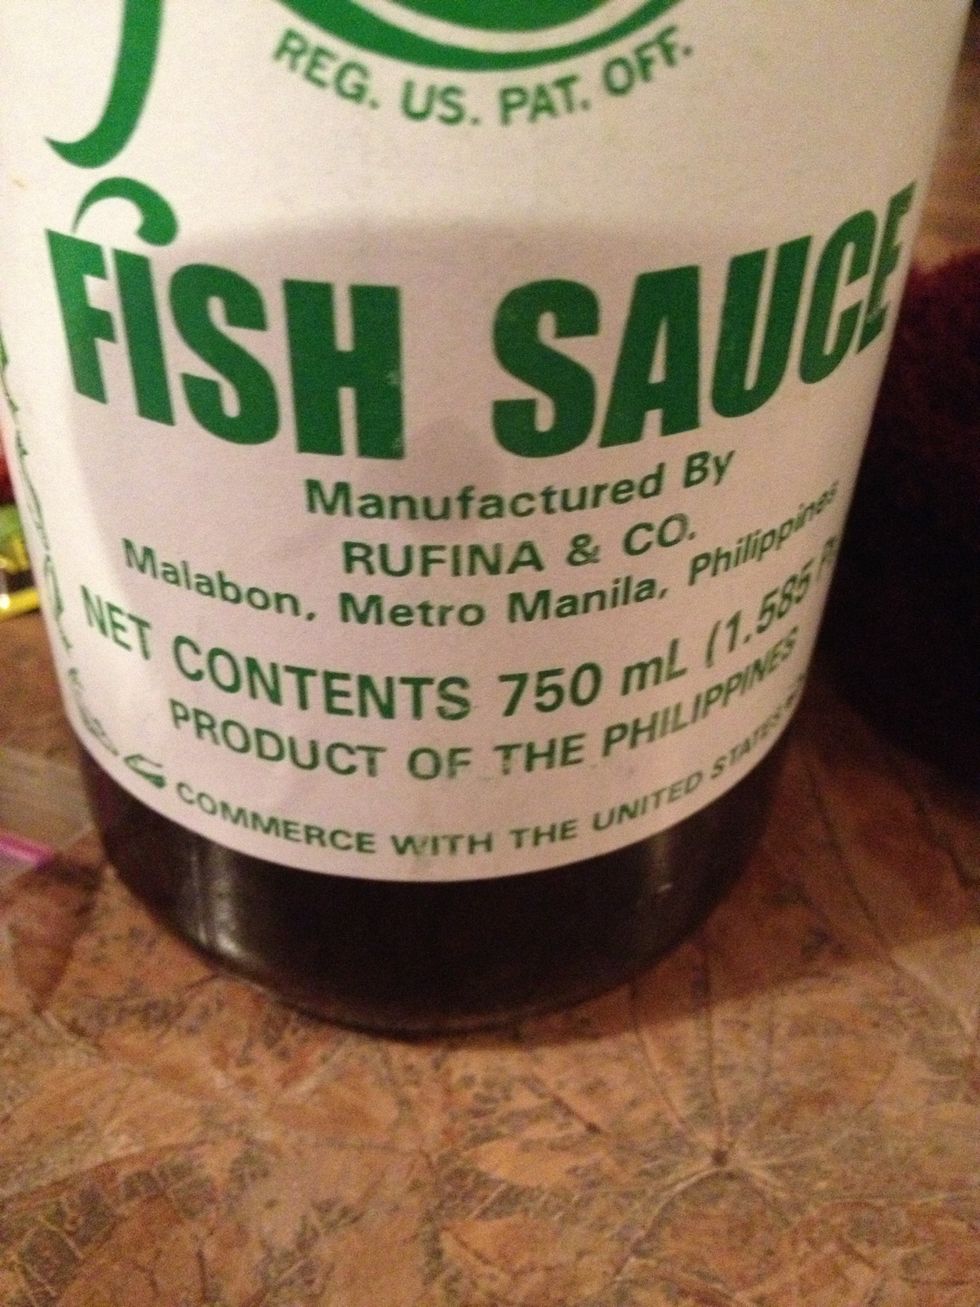 REG. US. PAT. OFF.
FISH SAUCE
Manufactured By
RUFINA & CO.
Malabon, Metro Manila, Philippines
NET CONTENTS 750 mL (1.585
PRODUCT OF THE PHILIPPINES
COMMERCE WITH THE UNITED STATES